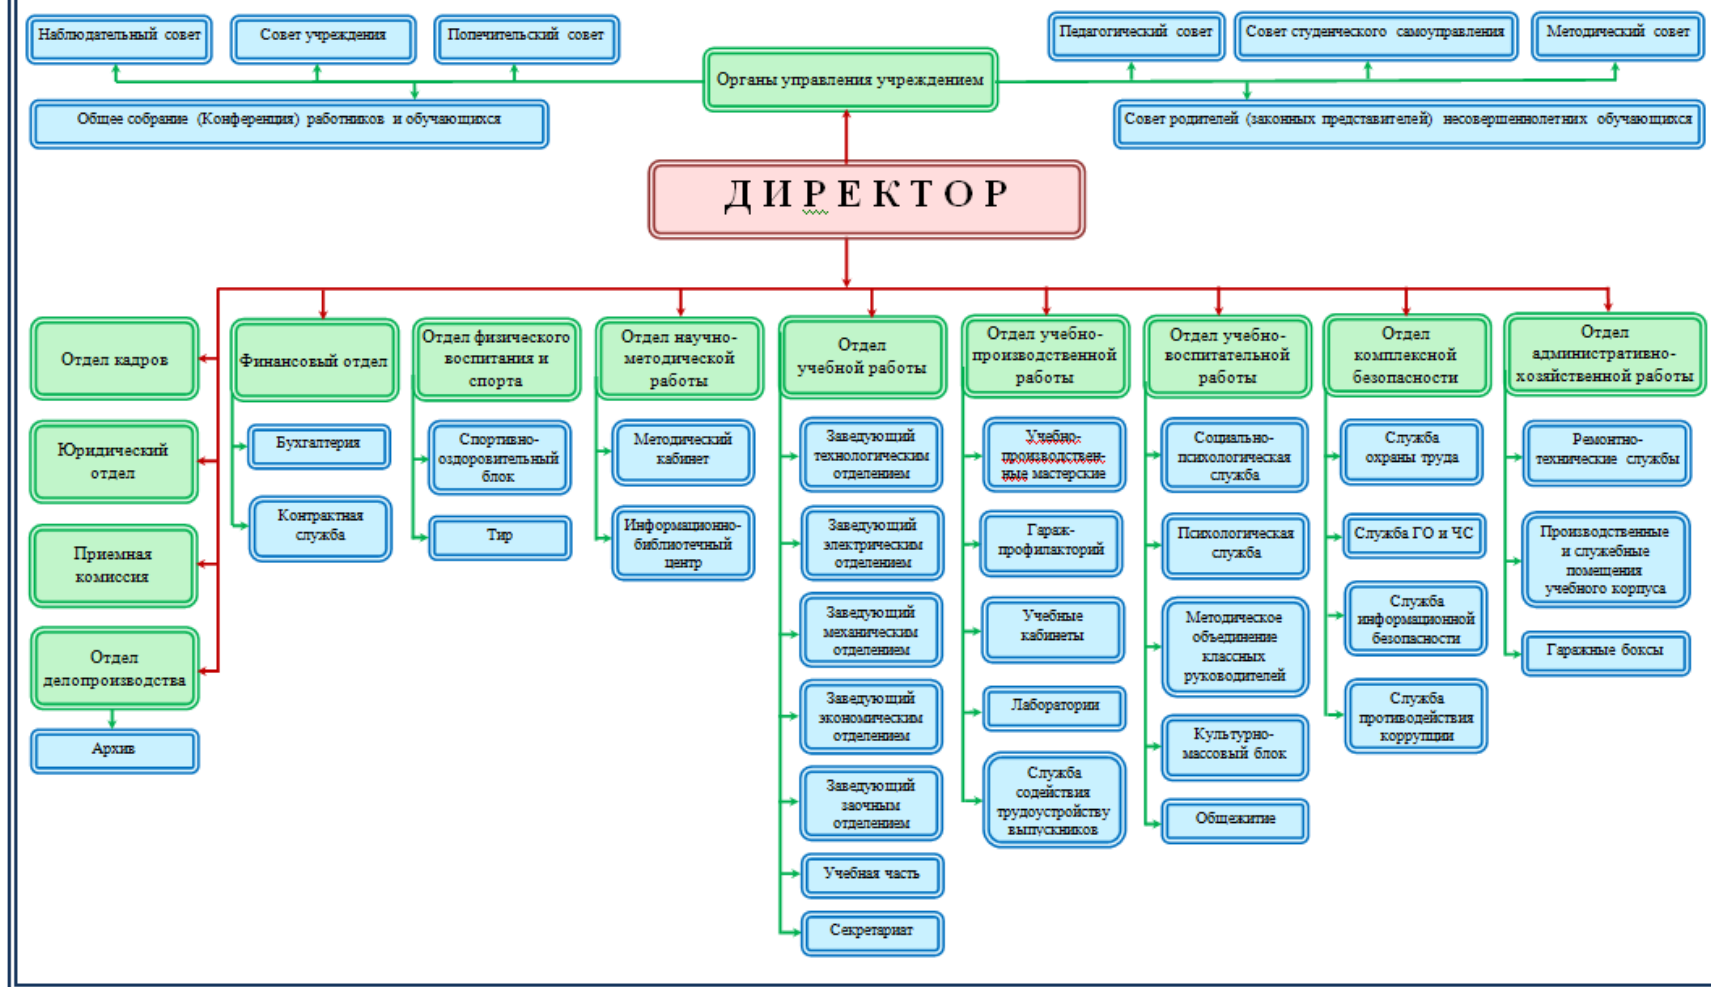 Наблюдательный совет
Совет учреждения
Попечительский совет
Педагогический совет
Совет студенческого самоуправления
Методический совет
Органы управления учреждением
Общее собрание (Конференция) работников и обучающихся
Совет родителей (законных представителей) несовершеннолетних обучающихся
ДИРЕКТОР
Отдел кадров
Юридический
отдел
Приемная
комиссия
Отдел
делопроизводства
Архив
Финансовый отдел
Бухгалтерия
Контрактная
служба
Отдел физического
воспитания и
спорта
Спортивно-
оздоровительный
блок
Тир
Отдел научно-
методической
работы
Методический
кабинет
Информационно-
библиотечный
центр
Отдел
учебной работы
Заведующий
технологическим
отделением
Заведующий
электрическим
отделением
Заведующий
механическим
отделением
Заведующий
экономическим
отделением
Заведующий
заочным
отделением
Учебная часть
Секретариат
Отдел учебно-
производственной
работы
Учебно-
производствен-
ные мастерские
Гараж-
профилакторий
Учебные
кабинеты
Лаборатории
Служба
содействия
трудоустройству
выпускников
Отдел учебно-
воспитательной
работы
Социально-
психологическая
служба
Психологическая
служба
Методическое
объединение
классных
руководителей
Культурно-
массовый блок
Общежитие
Отдел
комплексной
безопасности
Служба
охраны труда
Служба ГО и ЧС
Служба
информационной
безопасности
Служба
противодействия
коррупции
Отдел
административно-
хозяйственной работы
Ремонтно-
технические службы
Производственные
и служебные
помещения
учебного корпуса
Гаражные боксы